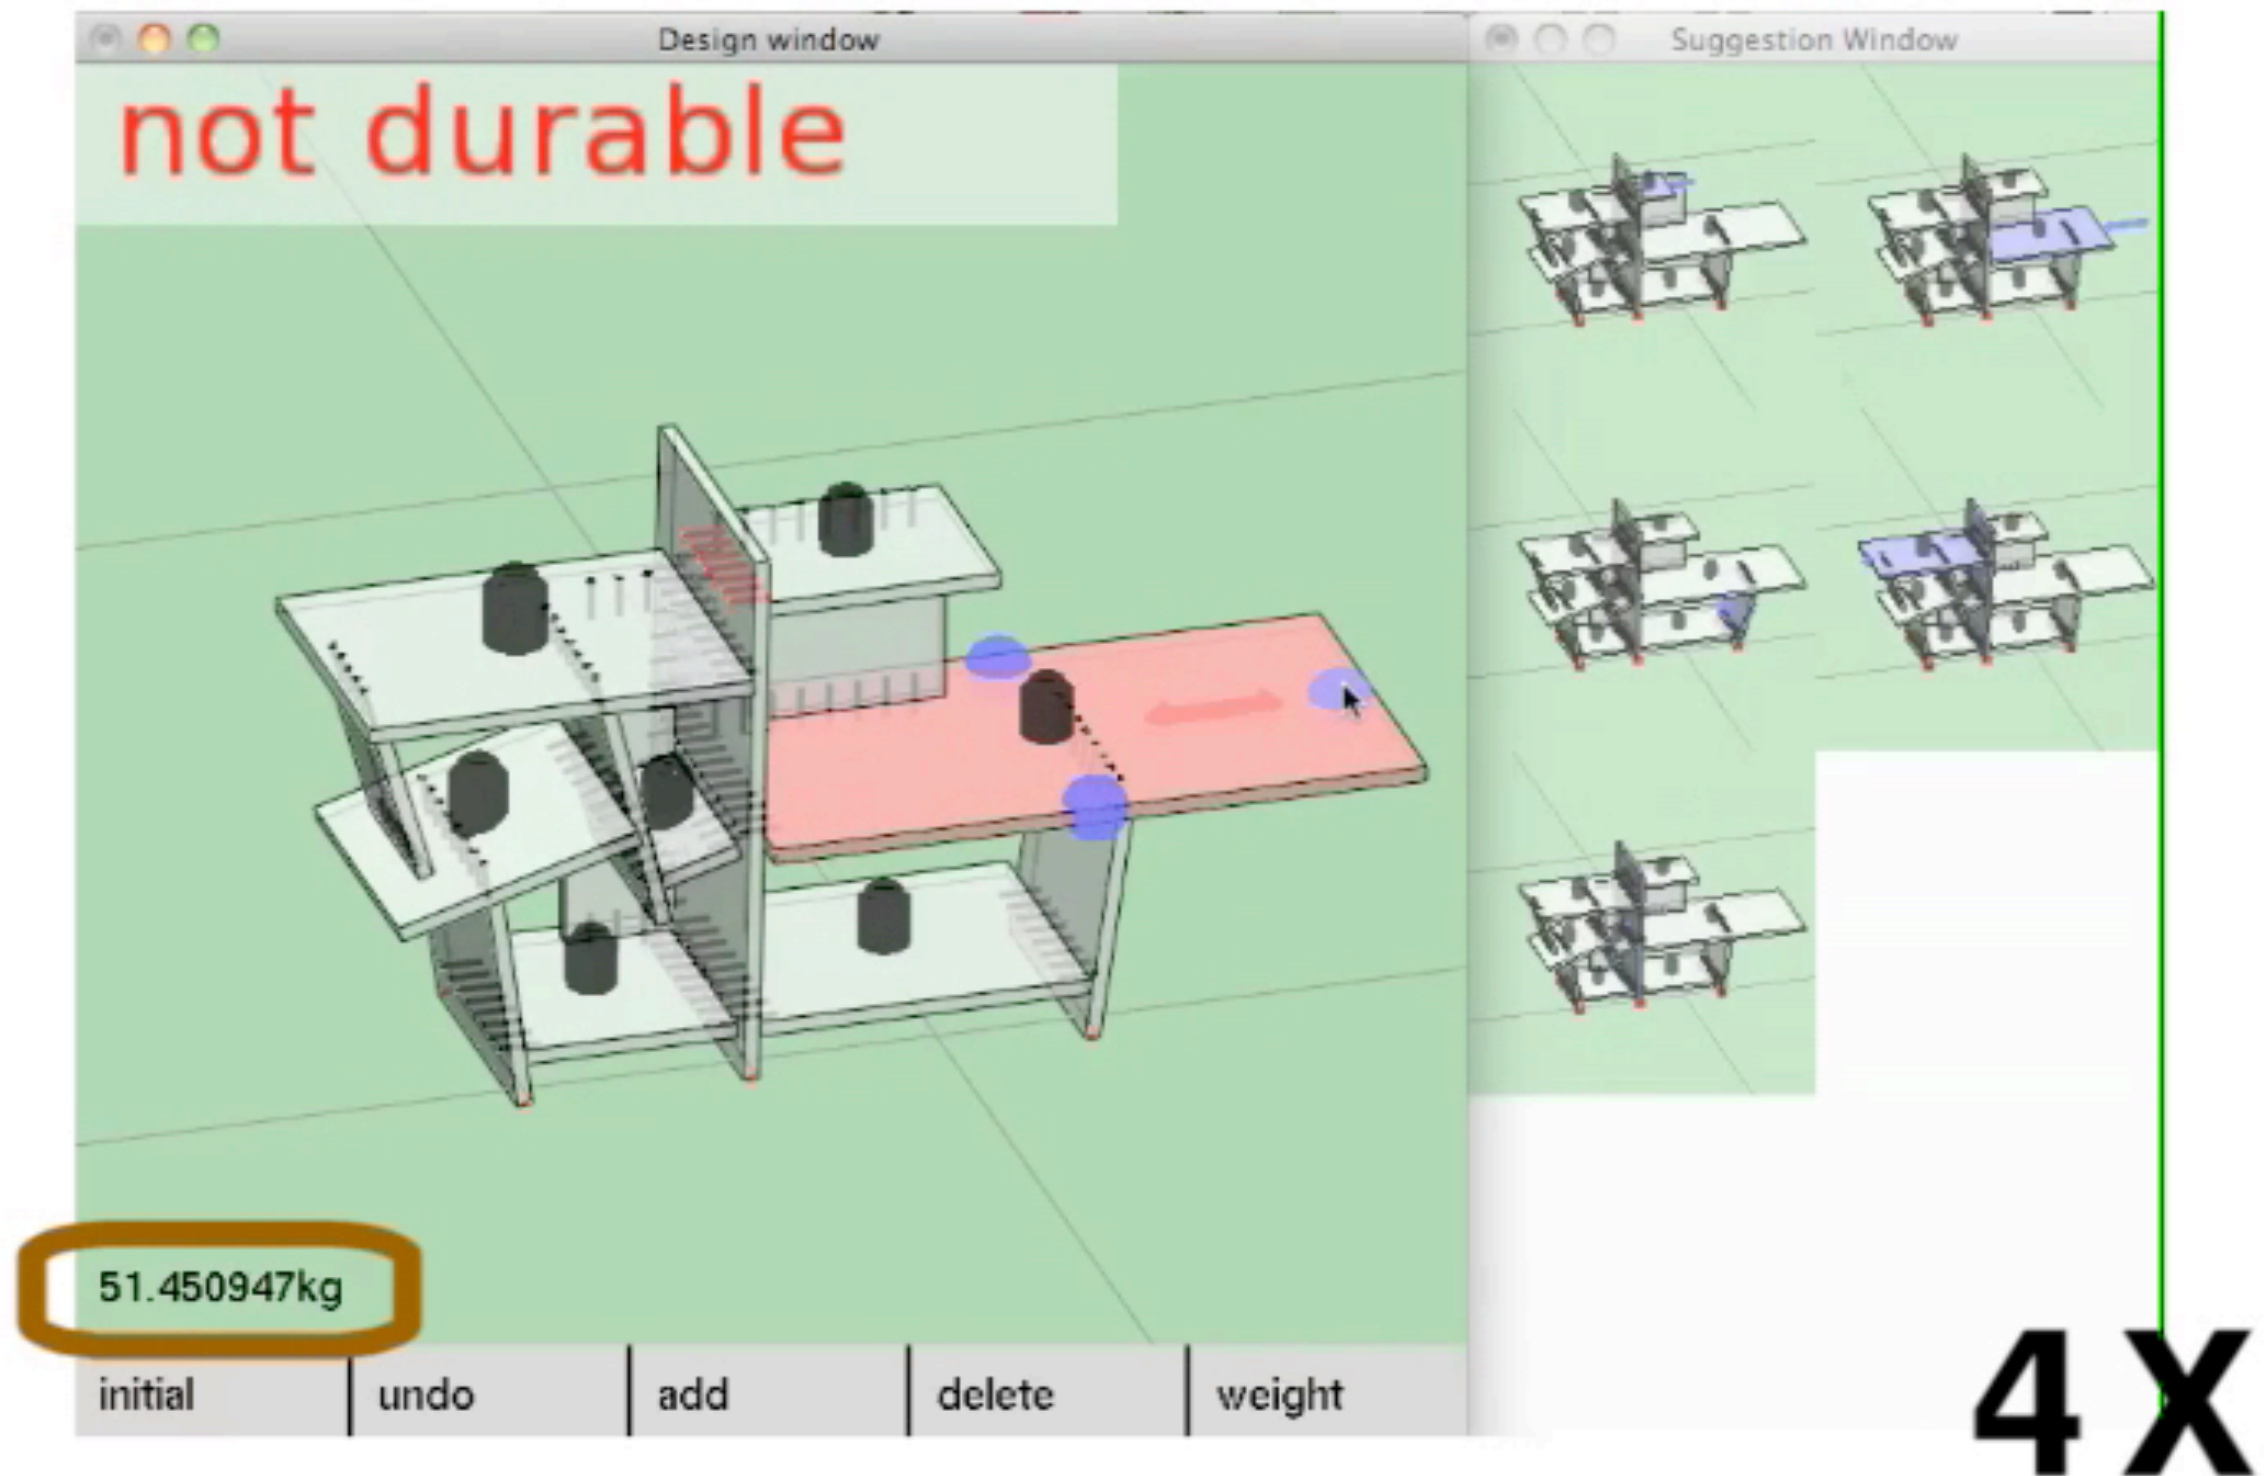 Design window
Suggestion Window
not durable
51.450947kg
initial
undo
add
delete
weight
4X